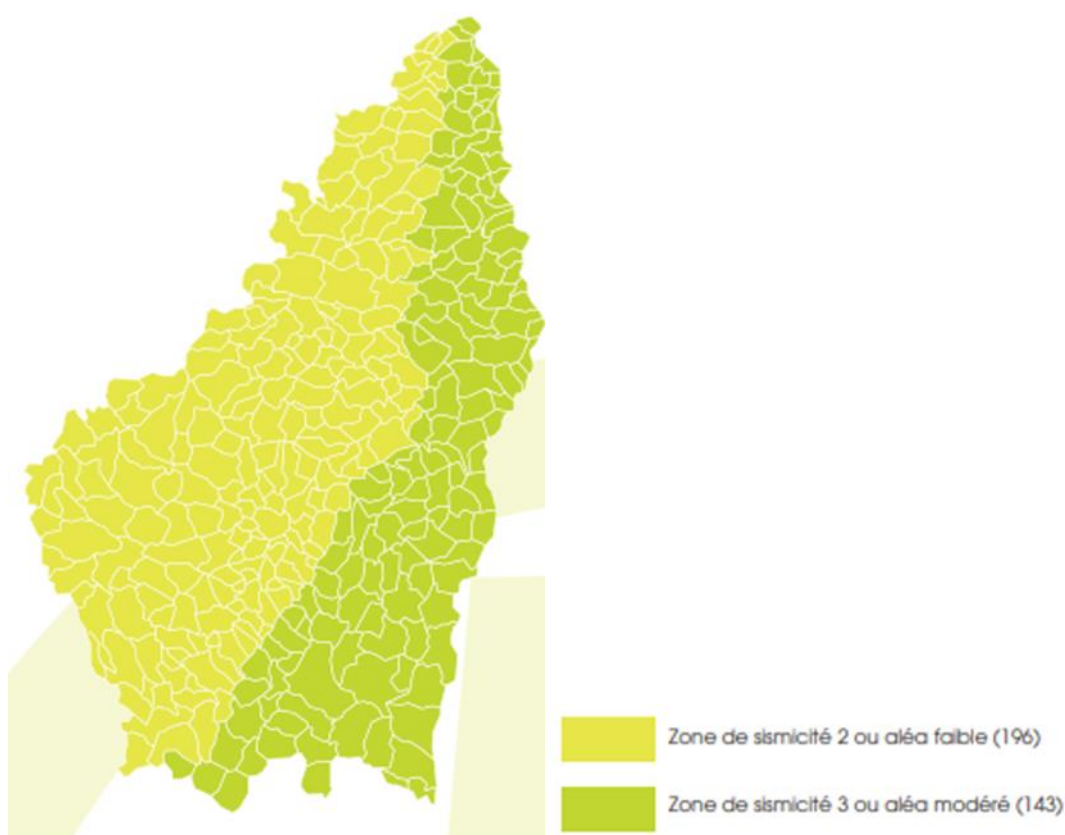 Zone de sismicité 2 ou aléa faible (196)
Zone de sismicité 3 ou aléa modéré (143)